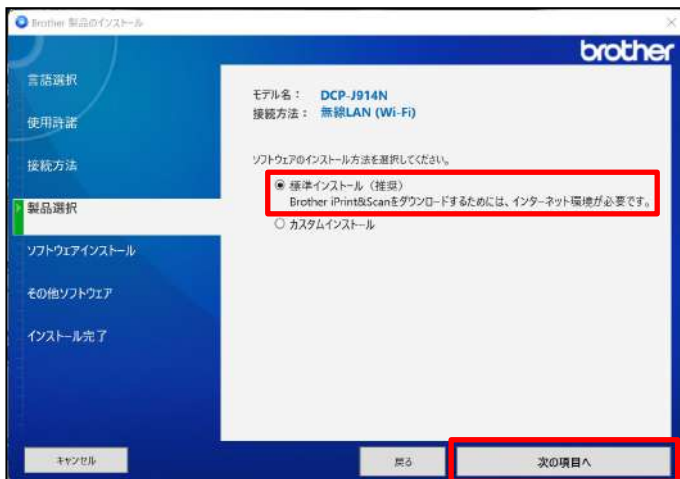 Brother 製品のインストール
brother
言語選択
使用許諾
接続方法
製品選択
ソフトウェアインストール
その他ソフトウェア
インストール完了
モデル名： DCP-J914N
接続方法： 無線LAN (Wi-Fi)
ソフトウェアのインストール方法を選択してください。
標準インストール（推奨）
Brother iPrint&Scanをダウンロードするためには、インターネット環境が必要です。
カスタムインストール
キャンセル
戻る
次の項目へ